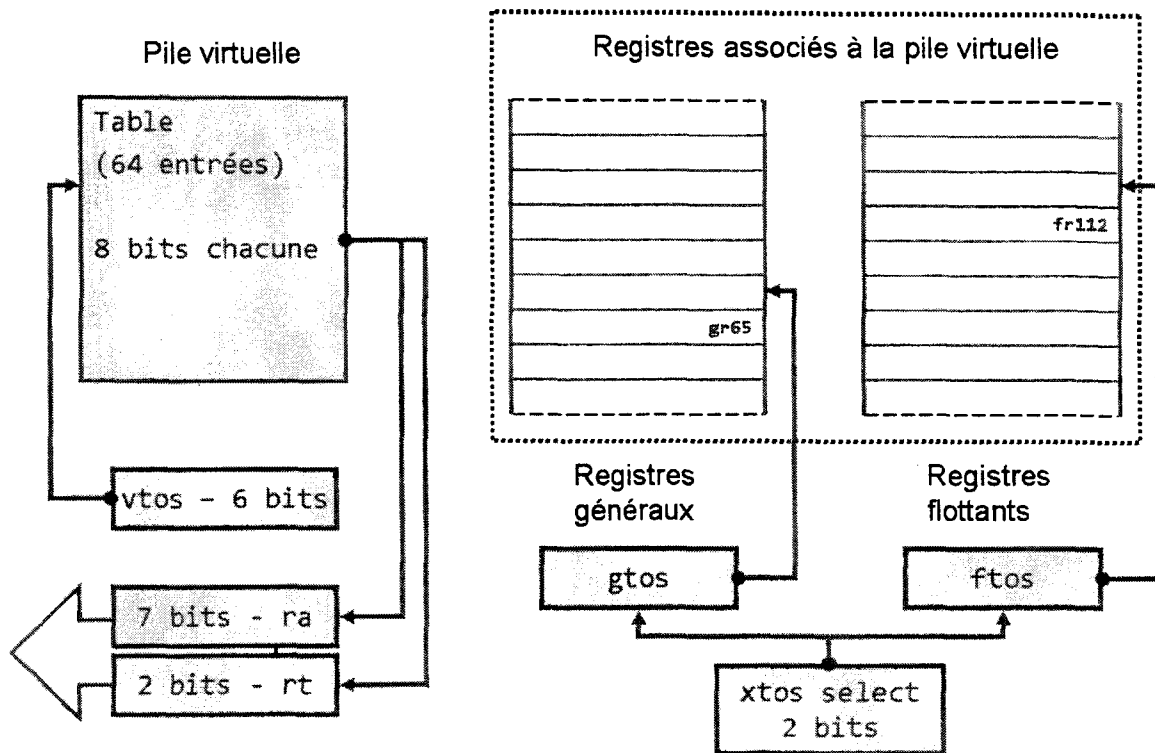 Pile virtuelle
Table
(64 entrées)
8 bits chacune
vtos – 6 bits
7 bits - ra
2 bits - rt
Registres associés à la pile virtuelle
gr65
fr112
Registres
généraux
Registres
flottants
gtos
ftos
xtos select
2 bits